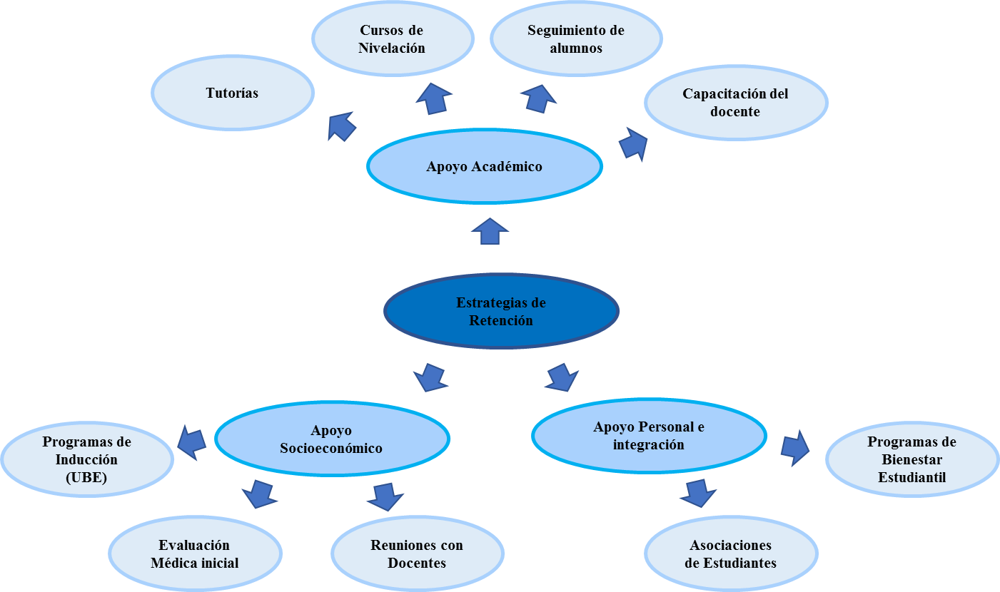 Cursos de
Nivelación
Seguimiento de
alumnos
Tutorías
Capacitación del
docente
Apoyo Académico
Estrategias de
Retención
Apoyo
Socioeconómico
Apoyo Personal e
integración
Programas de
Inducción
(UBE)
Programas de
Bienestar
Estudiantil
Evaluación
Médica inicial
Reuniones con
Docentes
Asociaciones
de Estudiantes